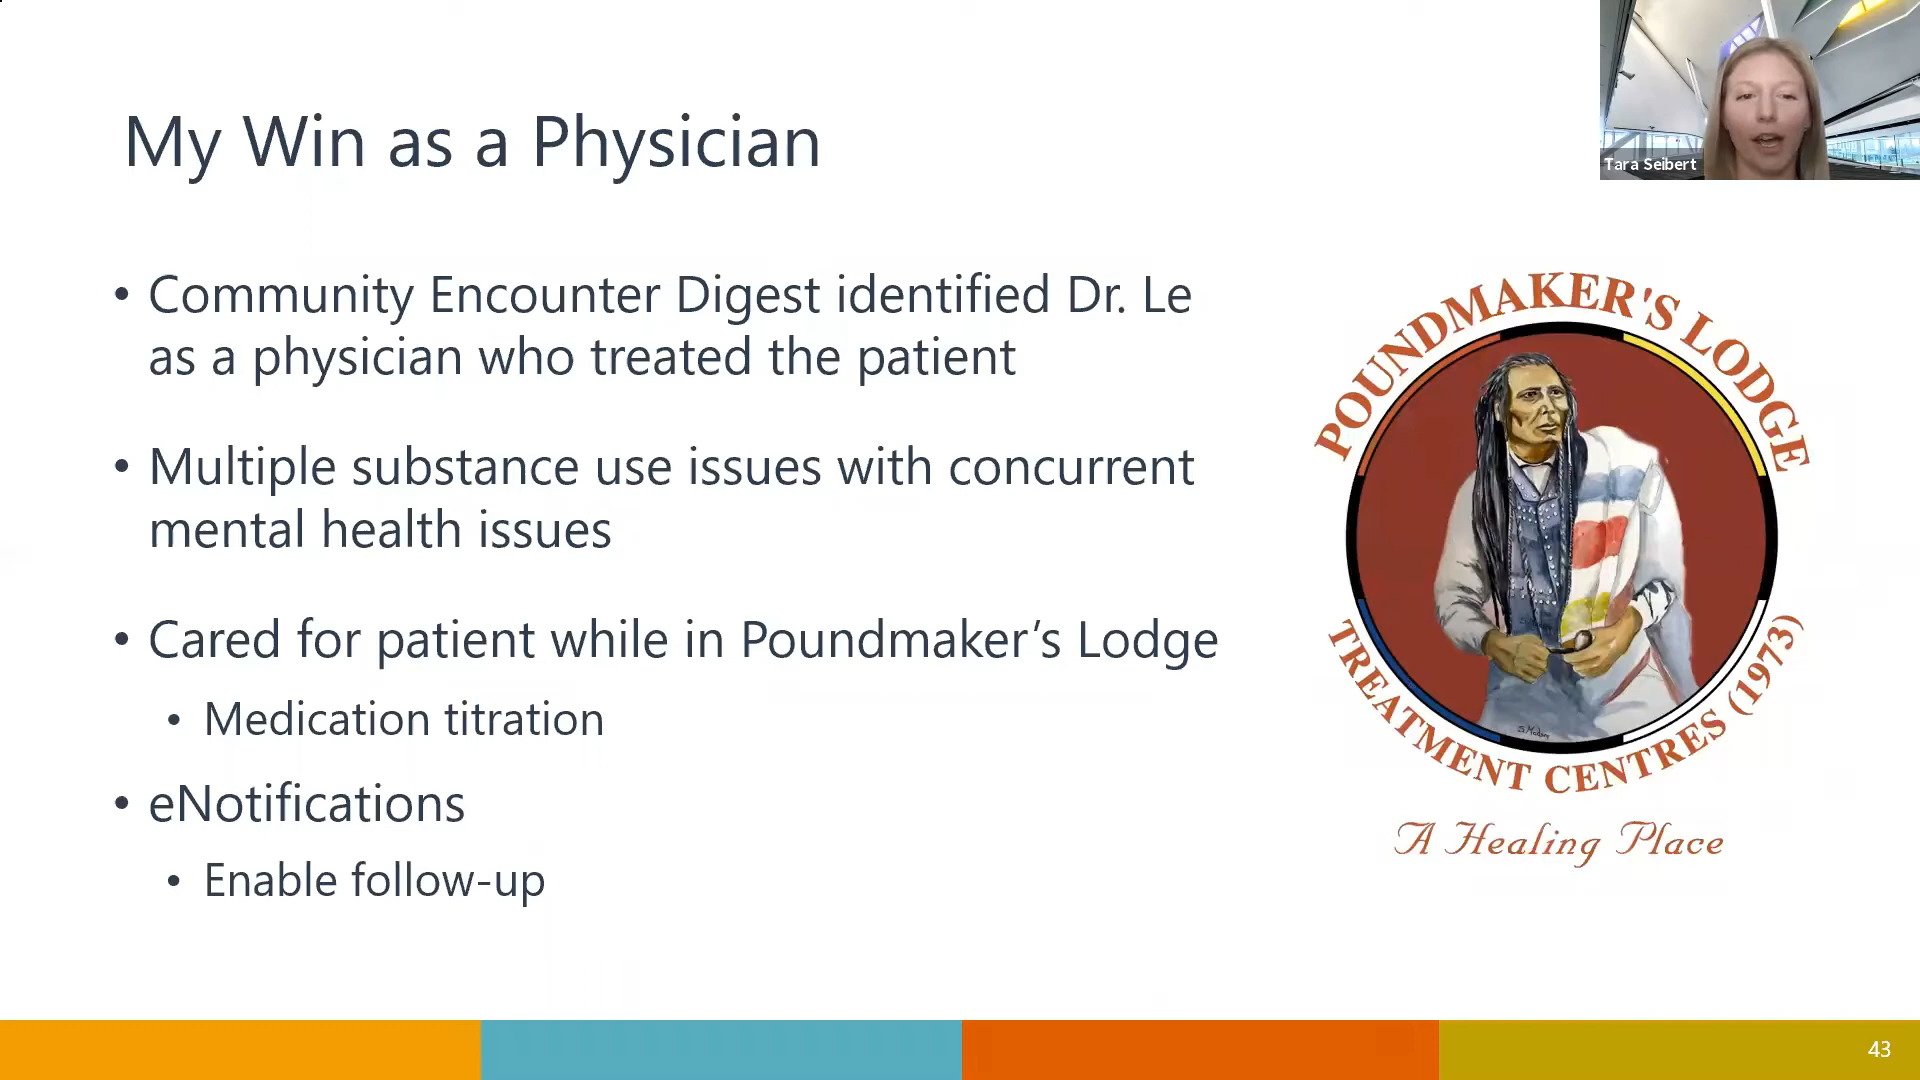 My Win as a Physician
Tara Seibert
• Community Encounter Digest identified Dr. Le
as a physician who treated the patient
• Multiple substance use issues with concurrent
mental health issues
• Cared for patient while in Poundmaker’s Lodge
• Medication titration
• eNotifications
• Enable follow-up
POUNDMAKER'S LODGE
TREATMENT CENTRES (1973)
A Healing Place
43